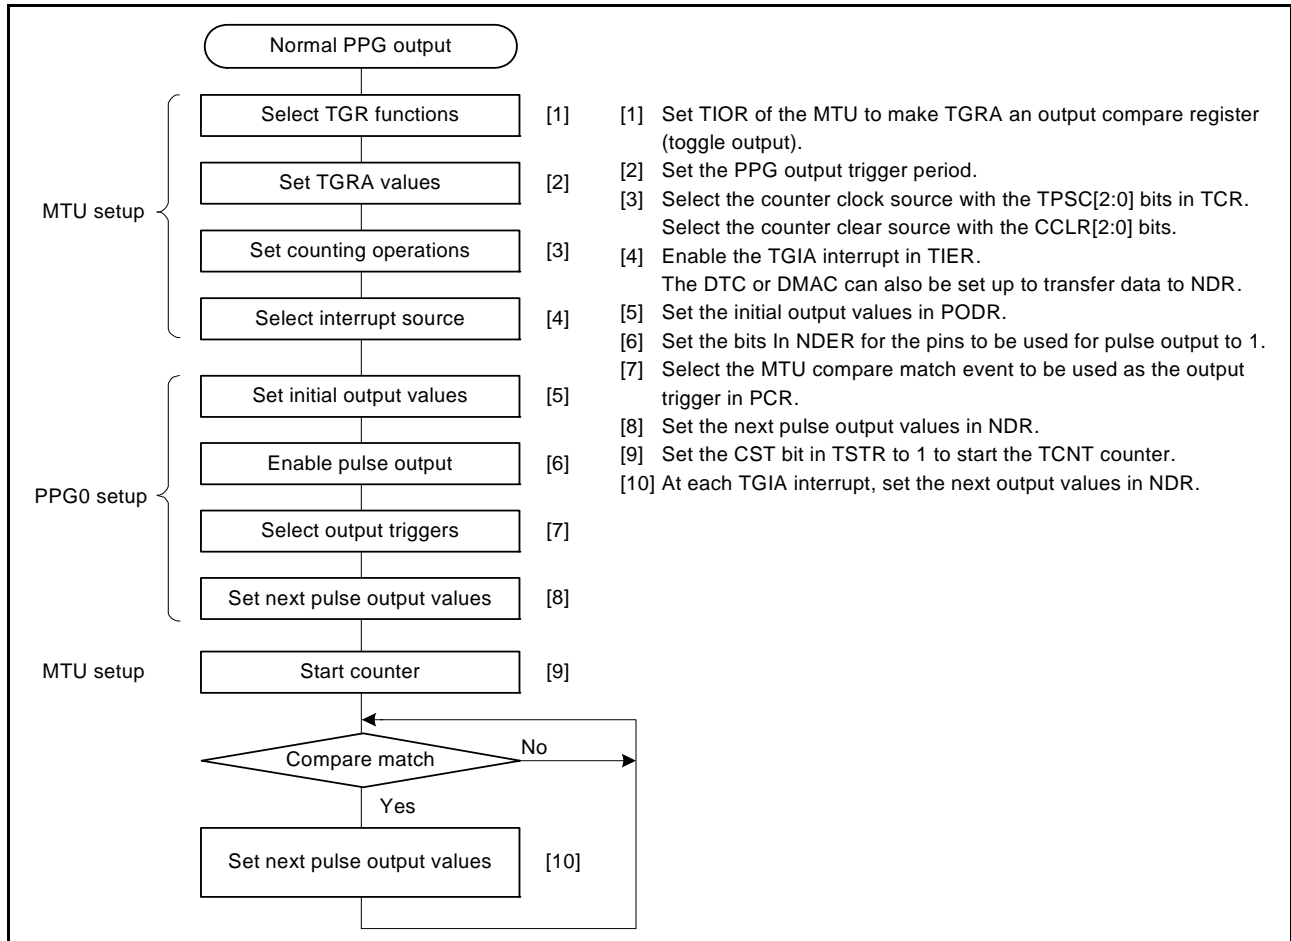 Normal PPG output
Select TGR functions [1]
Set TGRA values [2]
MTU setup
Set counting operations [3]
Select interrupt source [4]
Set initial output values [5]
Enable pulse output [6]
PPG0 setup
Select output triggers [7]
Set next pulse output values [8]
MTU setup
Start counter [9]
Compare match
No
Yes
Set next pulse output values [10]
[1] Set TIOR of the MTU to make TGRA an output compare register
(toggle output).
[2] Set the PPG output trigger period.
[3] Select the counter clock source with the TPSC[2:0] bits in TCR.
Select the counter clear source with the CCLR[2:0] bits.
[4] Enable the TGIA interrupt in TIER.
The DTC or DMAC can also be set up to transfer data to NDR.
[5] Set the initial output values in PODR.
[6] Set the bits In NDER for the pins to be used for pulse output to 1.
[7] Select the MTU compare match event to be used as the output
trigger in PCR.
[8] Set the next pulse output values in NDR.
[9] Set the CST bit in TSTR to 1 to start the TCNT counter.
[10] At each TGIA interrupt, set the next output values in NDR.